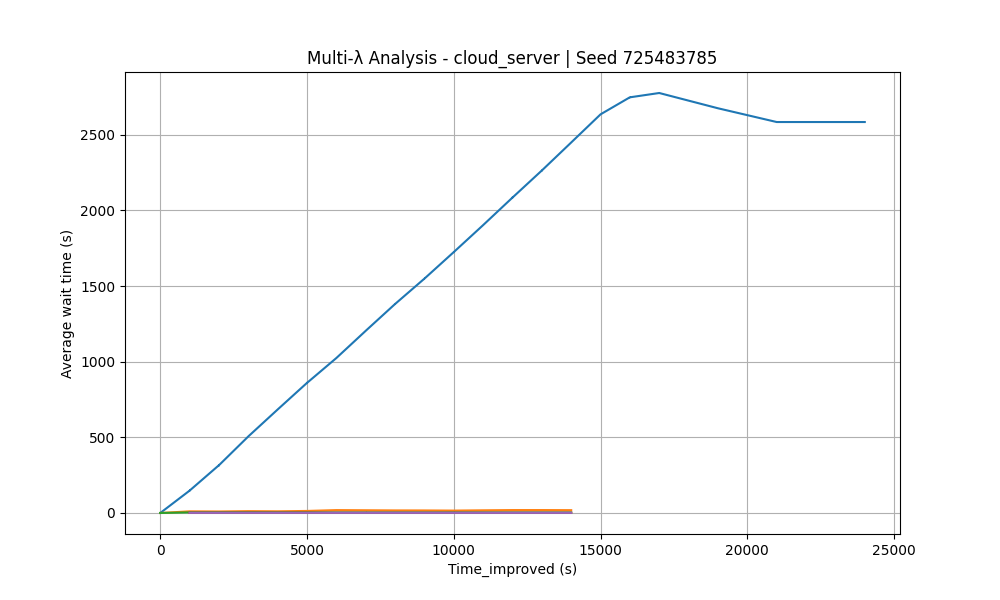 Multi-λ Analysis - cloud_server | Seed 725483785
Average wait time (s)
2500
2000
1500
1000
500
0
0 5000 10000 15000 20000 25000
Time_improved (s)